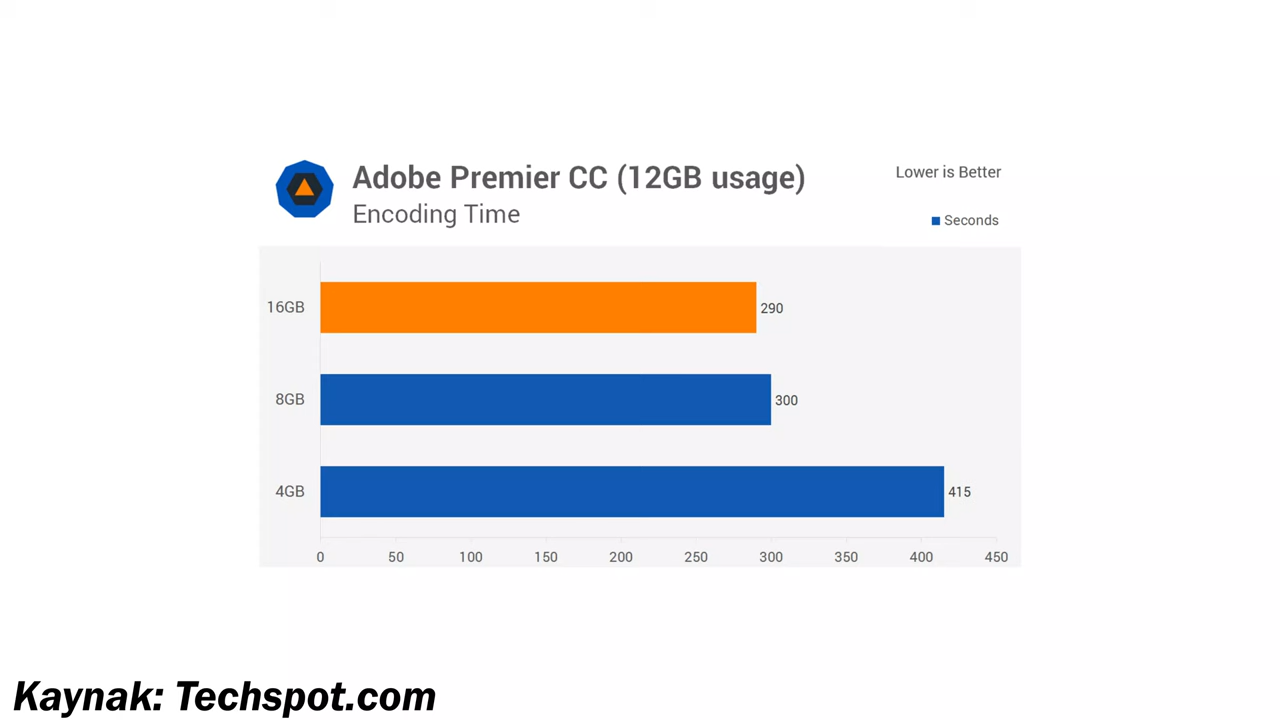 Adobe Premier CC (12GB usage)
Encoding Time
Lower is Better
Seconds
16GB
290
8GB
300
4GB
415
0 50 100 150 200 250 300 350 400 450
Kaynak: Techspot.com